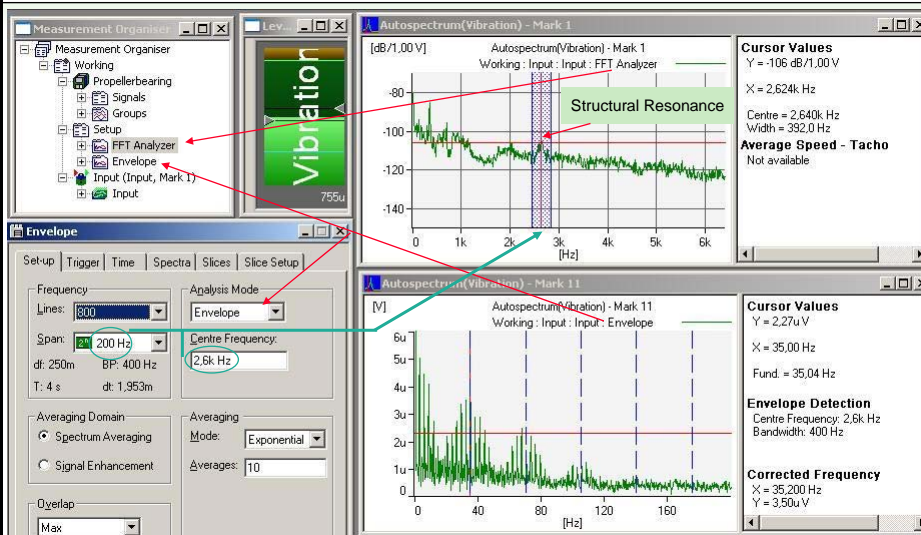 Measurement Organiser
Measurement Organiser
Working
Propellerbearing
Signals
Groups
Setup
FFT Analyzer
Envelope
Input (Input, Mark 1)
Input
Lev...
Vibration
755u
Autospectrum(Vibration) - Mark 1
[dB/1,00 V]
Autospectrum(Vibration) - Mark 1
Working : Input : Input : FFT Analyzer
Structural Resonance
-80
-100
-120
-140
0 1k 2k 3k 4k 5k 6k
[Hz]
Cursor Values
Y = -106 dB/1,00 V
X = 2,624k Hz
Centre = 2,640k Hz
Width = 392,0 Hz
Average Speed - Tacho
Not available
Envelope
Set-up Trigger Time Spectra Slices Slice Setup
Frequency
Lines: 800
Span: 2ⁿ 200 Hz
df: 250m BP: 400 Hz
T: 4 s dt: 1,953m
Analysis Mode
Envelope
Centre Frequency:
2,6k Hz
Averaging Domain
Spectrum Averaging
Signal Enhancement
Averaging
Mode: Exponential
Averages: 10
Overlap
Max
Autospectrum(Vibration) - Mark 11
[V]
Autospectrum(Vibration) - Mark 11
Working : Input : Input : Envelope
6u
5u
4u
3u
2u
1u
0
0 40 80 120 160
[Hz]
Cursor Values
Y = 2,27u V
X = 35,00 Hz
Fund. = 35,04 Hz
Envelope Detection
Centre Frequency: 2,6k Hz
Bandwidth: 400 Hz
Corrected Frequency
X = 35,200 Hz
Y = 3,50u V